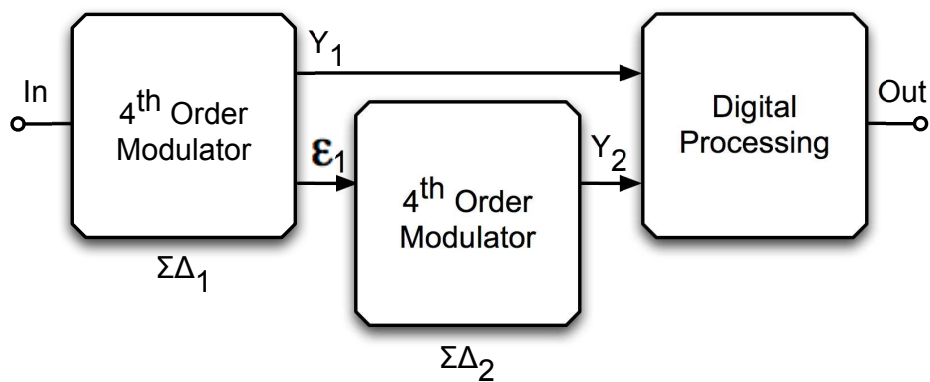 In
4th Order
Modulator
ΣΔ1
Y1
ε1
4th Order
Modulator
ΣΔ2
Y2
Digital
Processing
Out